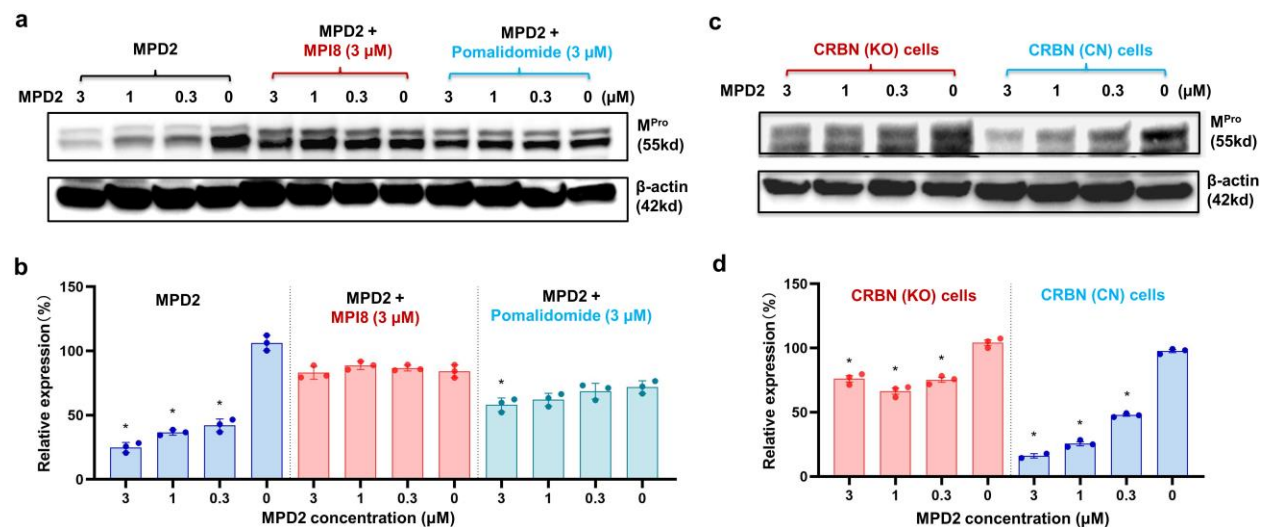 a
MPD2
MPD2 +
MPI8 (3 µM)
MPD2 +
Pomalidomide (3 µM)
MPD2 3 1 0.3 0 3 1 0.3 0 3 1 0.3 0 (µM)
MPro
(55kd)
β-actin
(42kd)
b
Relative expression(%)
150
100
50
0
MPD2
MPD2 +
MPI8 (3 µM)
MPD2 +
Pomalidomide (3 µM)
* * * *
3 1 0.3 0 3 1 0.3 0 3 1 0.3 0
MPD2 concentration (µM)
c
CRBN (KO) cells
CRBN (CN) cells
MPD2 3 1 0.3 0 3 1 0.3 0 (µM)
MPro
(55kd)
β-actin
(42kd)
d
Relative expression(%)
150
100
50
0
CRBN (KO) cells
CRBN (CN) cells
* * * * * *
3 1 0.3 0 3 1 0.3 0
MPD2 concentration (µM)